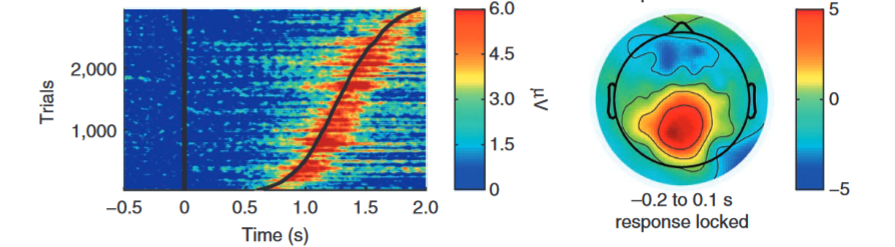 6.0
4.5
3.0
1.5
0
μV
Trials
2,000
1,000
−0.5 0 0.5 1.0 1.5 2.0
Time (s)
5
0
−5
−0.2 to 0.1 s
response locked